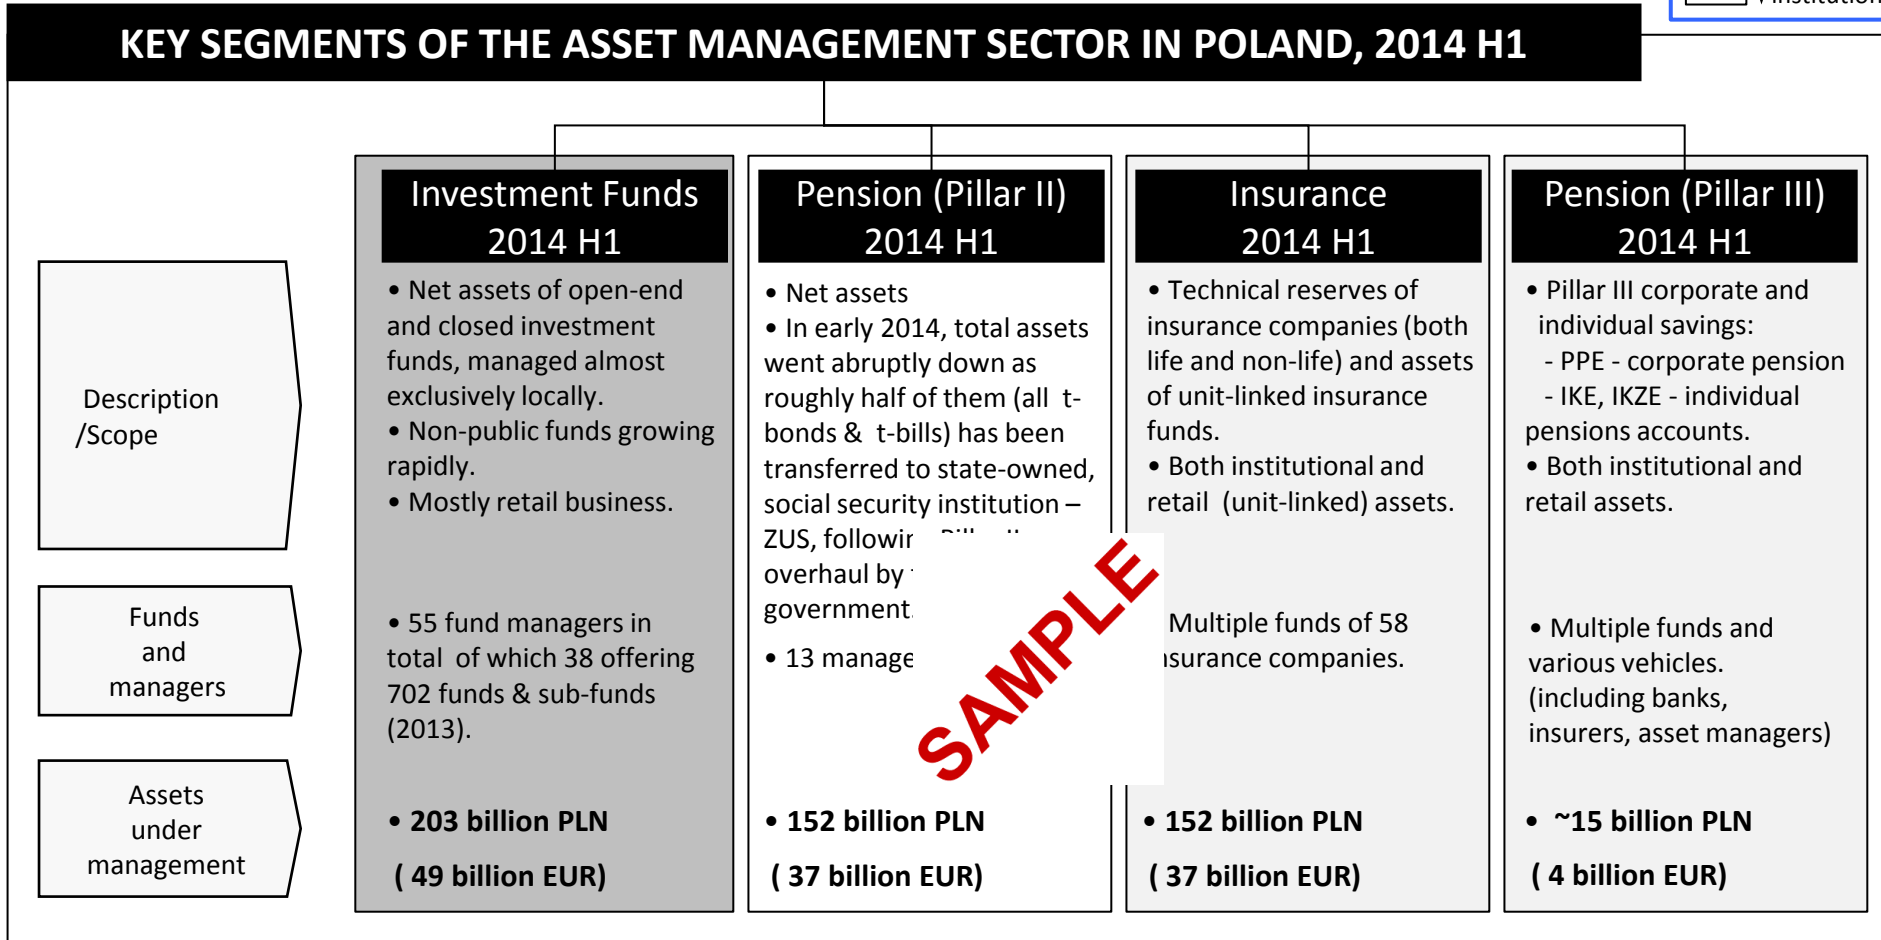 institution
KEY SEGMENTS OF THE ASSET MANAGEMENT SECTOR IN POLAND, 2014 H1
Investment Funds
2014 H1
• Net assets of open-end
and closed investment
funds, managed almost
exclusively locally.
• Non-public funds growing
rapidly.
• Mostly retail business.
• 55 fund managers in
total of which 38 offering
702 funds & sub-funds
(2013).
• 203 billion PLN
( 49 billion EUR)
Pension (Pillar II)
2014 H1
• Net assets
• In early 2014, total assets
went abruptly down as
roughly half of them (all t-
bonds & t-bills) has been
transferred to state-owned,
social security institution –
ZUS,
overhaul by
government.
• 13
• 152 billion PLN
( 37 billion EUR)
Insurance
2014 H1
• Technical reserves of
insurance companies (both
life and non-life) and assets
of unit-linked insurance
funds.
• Both institutional and
retail (unit-linked) assets.
Multiple funds of 58
companies.
• 152 billion PLN
( 37 billion EUR)
Pension (Pillar III)
2014 H1
• Pillar III corporate and
individual savings:
- PPE - corporate pension
- IKE, IKZE - individual
pensions accounts.
• Both institutional and
retail assets.
• Multiple funds and
various vehicles.
(including banks,
insurers, asset managers)
• ~15 billion PLN
( 4 billion EUR)
Description
/Scope
Funds
and
managers
Assets
under
management
SAMPLE